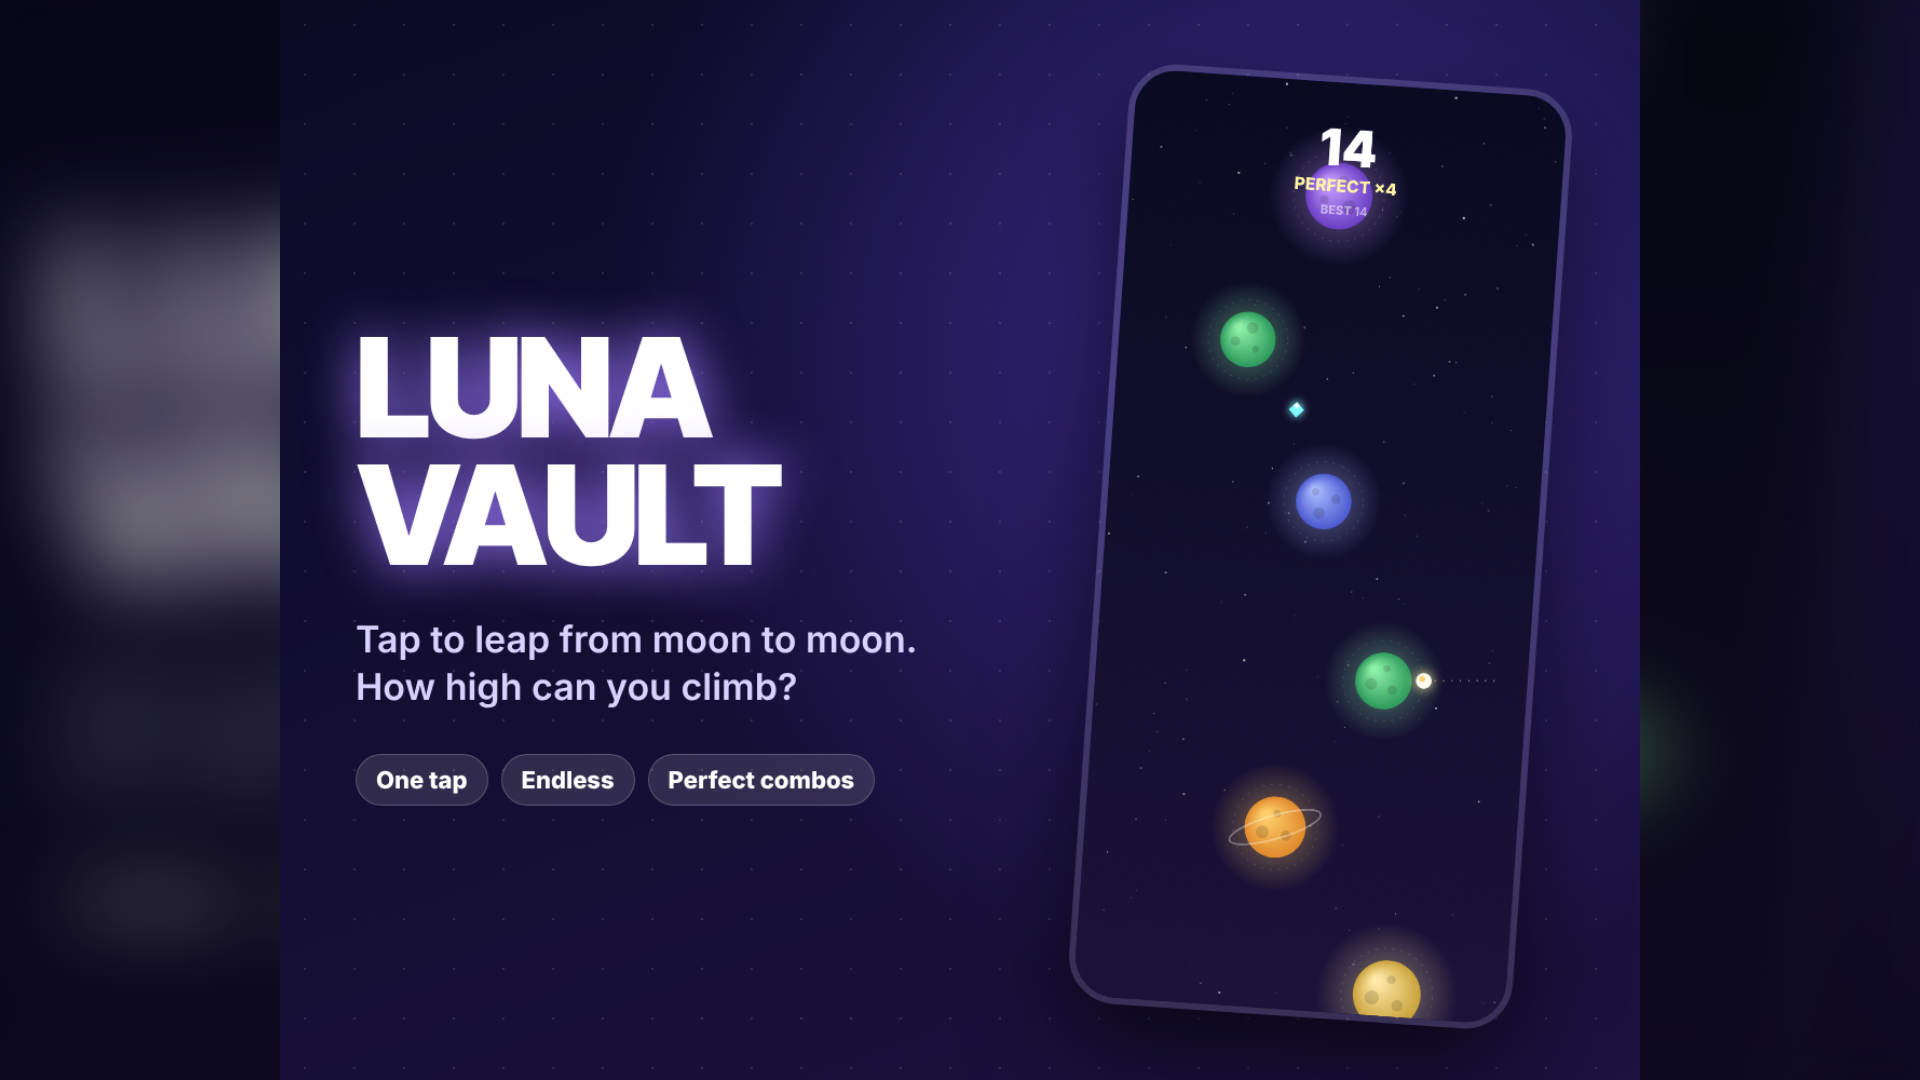 LUNA
VAULT
Tap to leap from moon to moon.
How high can you climb?
One tap
Endless
Perfect combos
14
PERFECT ×4
BEST 14